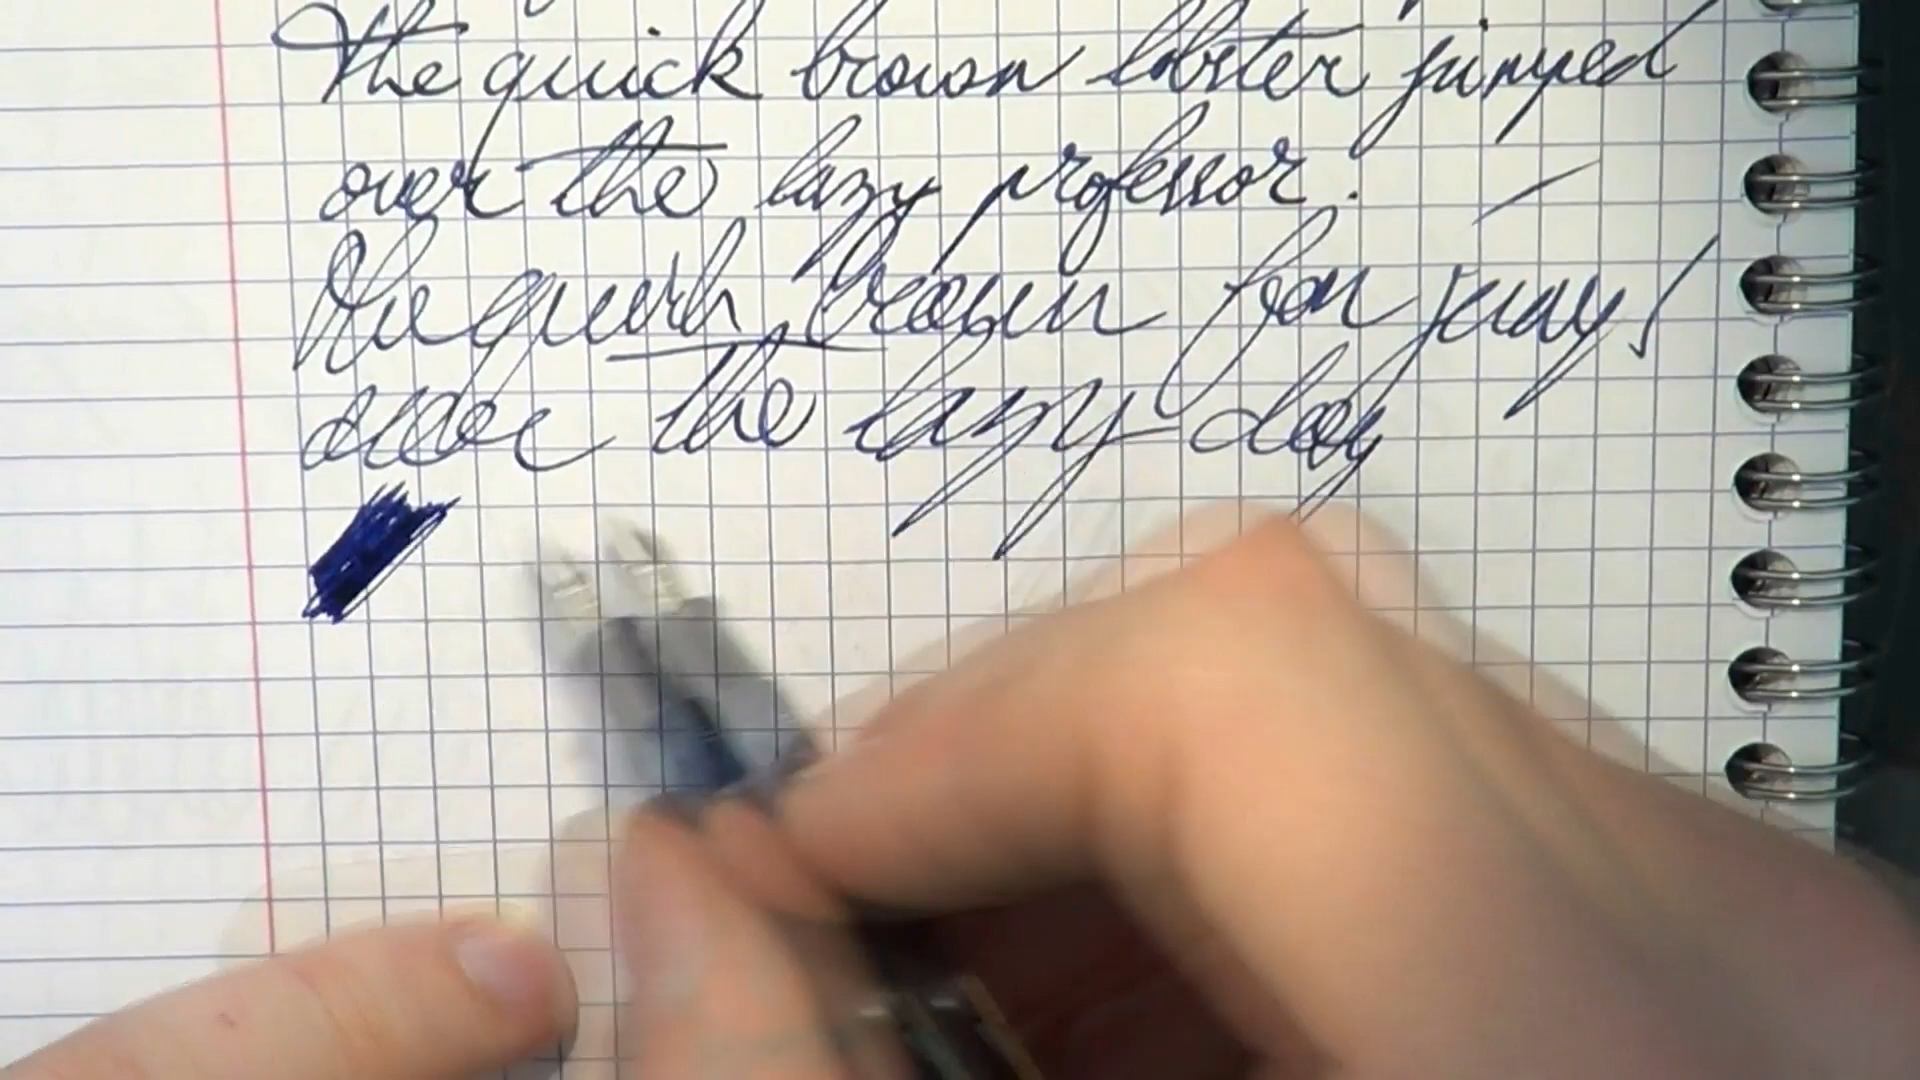 The quick brown lobster jumped
over the lazy professor.
The quick brown fox jumps
over the lazy dog